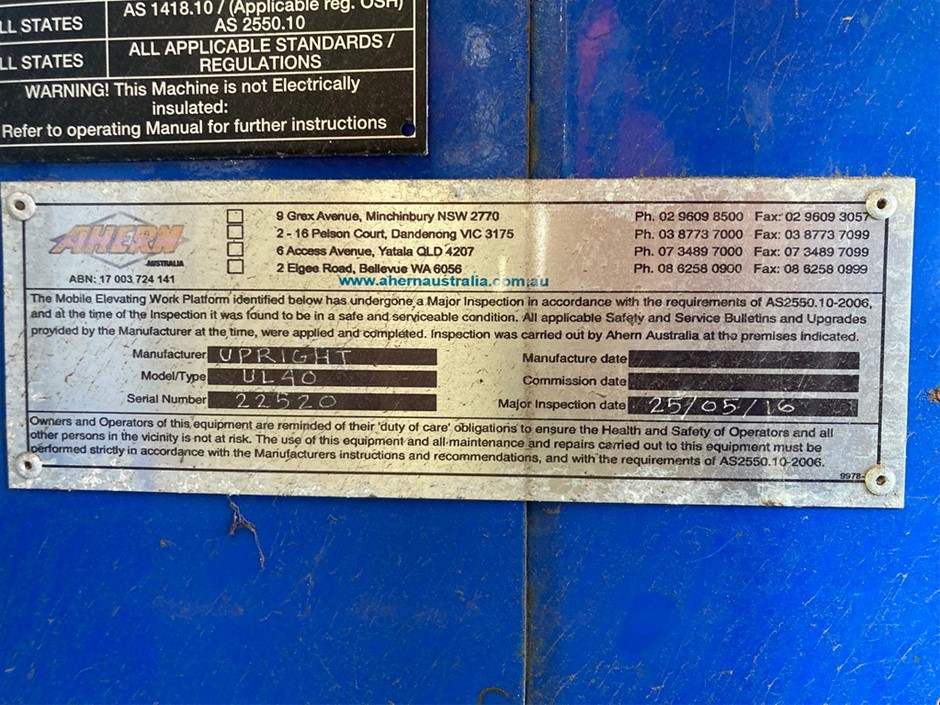 LL STATES AS 1418.10 / (Applicable reg. OSH)
AS 2550.10
LL STATES ALL APPLICABLE STANDARDS /
REGULATIONS
WARNING! This Machine is not Electrically
insulated:
Refer to operating Manual for further instructions
AHERN
AUSTRALIA
ABN: 17 003 724 141
9 Grex Avenue, Minchinbury NSW 2770 Ph. 02 9609 8500 Fax: 02 9609 3057
2 - 16 Pelson Court, Dandenong VIC 3175 Ph. 03 8773 7000 Fax: 03 8773 7099
6 Access Avenue, Yatala QLD 4207 Ph. 07 3489 7000 Fax: 07 3489 7099
2 Elgee Road, Bellevue WA 6056 Ph. 08 6258 0900 Fax: 08 6258 0999
www.ahernaustralia.com.au
The Mobile Elevating Work Platform identified below has undergone a Major Inspection in accordance with the requirements of AS2550.10-2006,
and at the time of the Inspection it was found to be in a safe and serviceable condition. All applicable Safety and Service Bulletins and Upgrades
provided by the Manufacturer at the time, were applied and completed. Inspection was carried out by Ahern Australia at the premises indicated.
Manufacturer UPRIGHT Manufacture date
Model/Type UL40 Commission date /
Serial Number 22520 Major Inspection date 25/05/16
Owners and Operators of this equipment are reminded of their 'duty of care' obligations to ensure the Health and Safety of Operators and all
other persons in the vicinity is not at risk. The use of this equipment and all maintenance and repairs carried out to this equipment must be
performed strictly in accordance with the Manufacturers instructions and recommendations, and with the requirements of AS2550.10-2006.
9978-